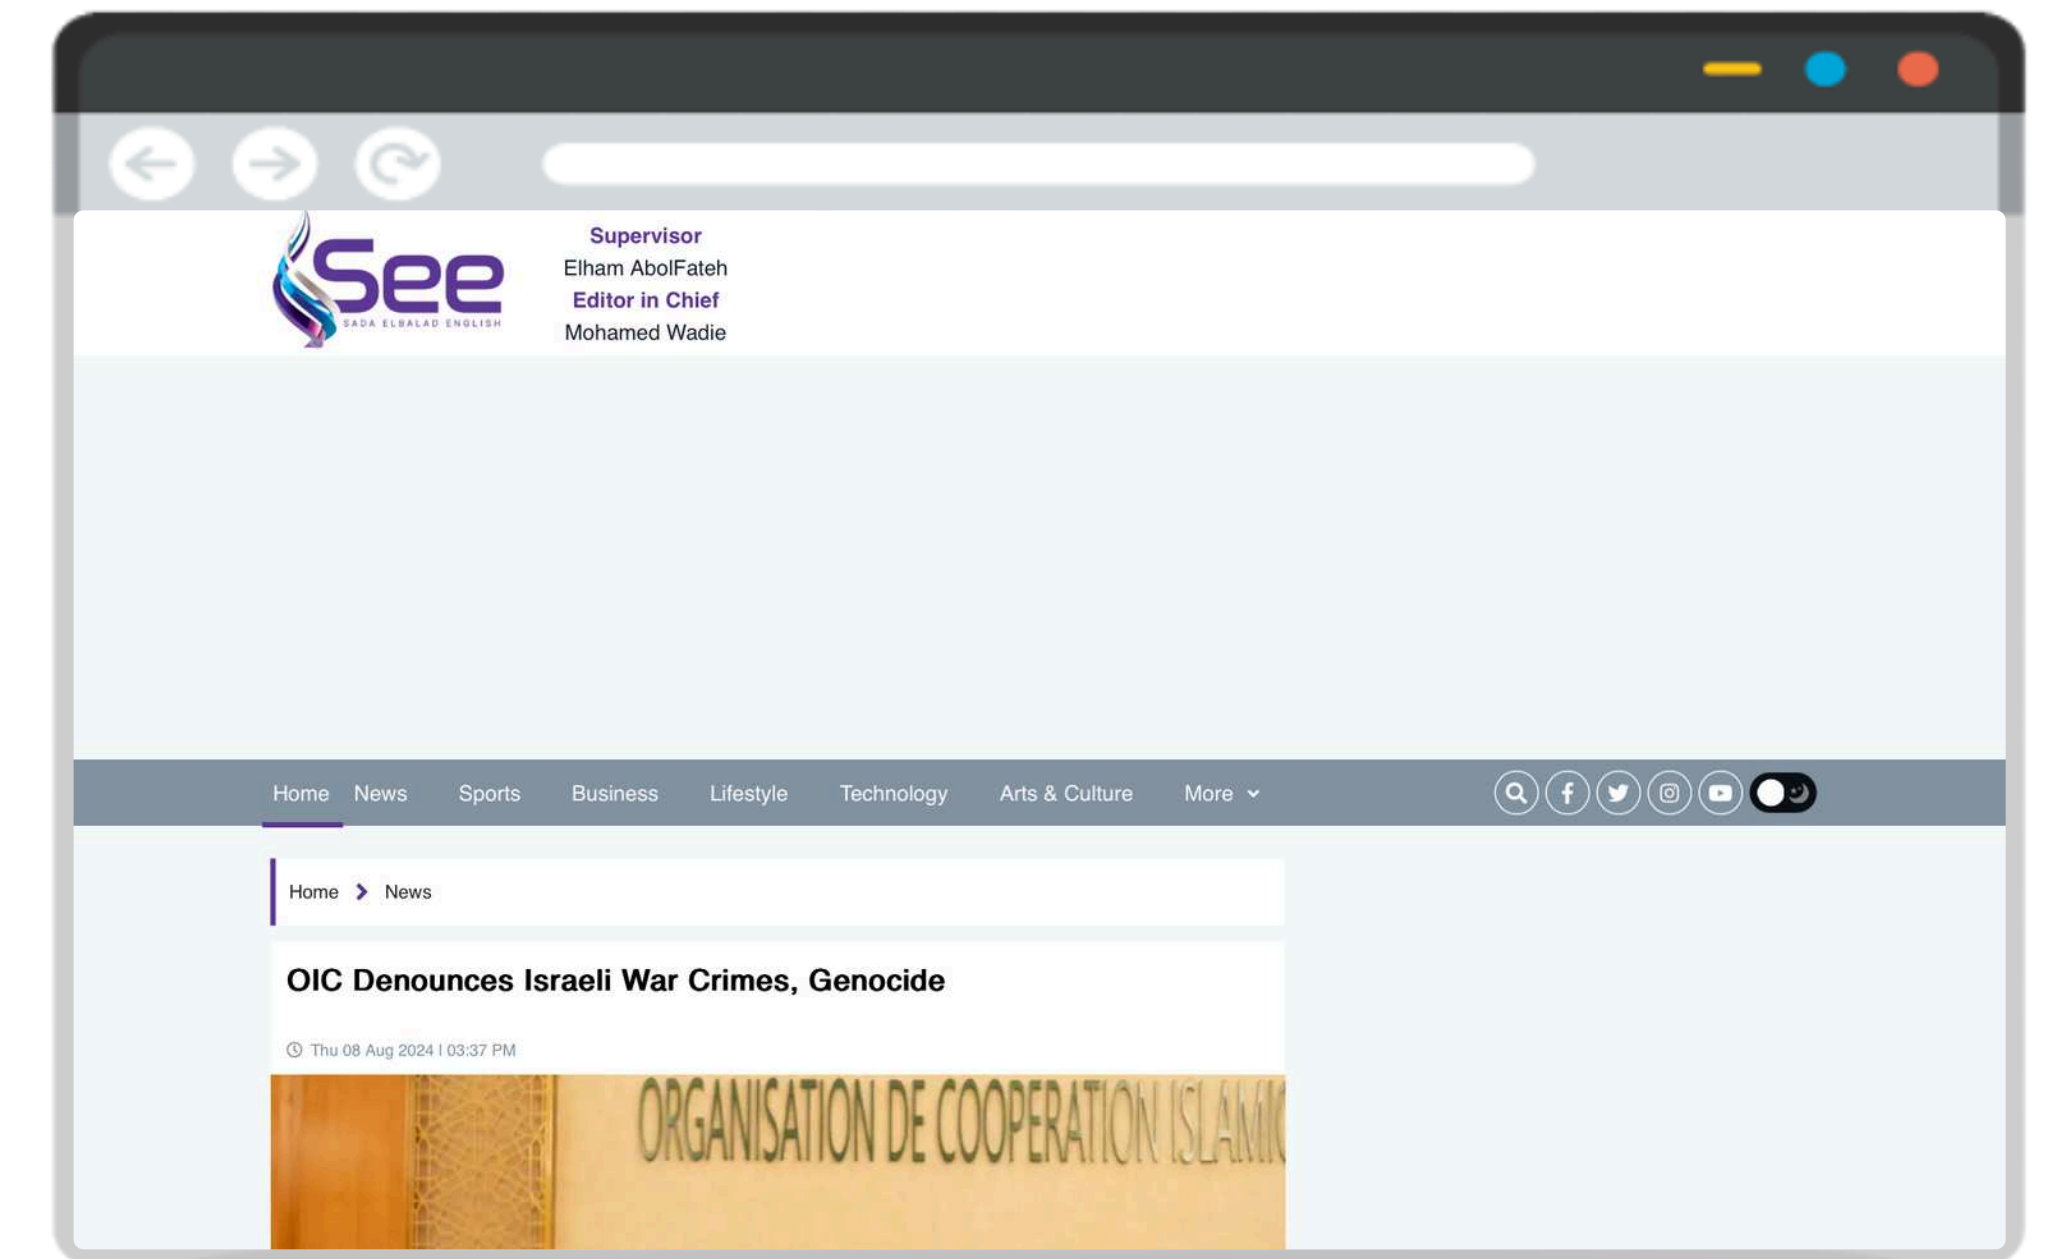 See
SADA ELBALAD ENGLISH
Supervisor
Elham AbolFateh
Editor in Chief
Mohamed Wadie
Home News Sports Business Lifestyle Technology Arts & Culture More
Home News
OIC Denounces Israeli War Crimes, Genocide
Thu 08 Aug 2024 | 03:37 PM
ORGANISATION DE COOPERATION ISLAMIC